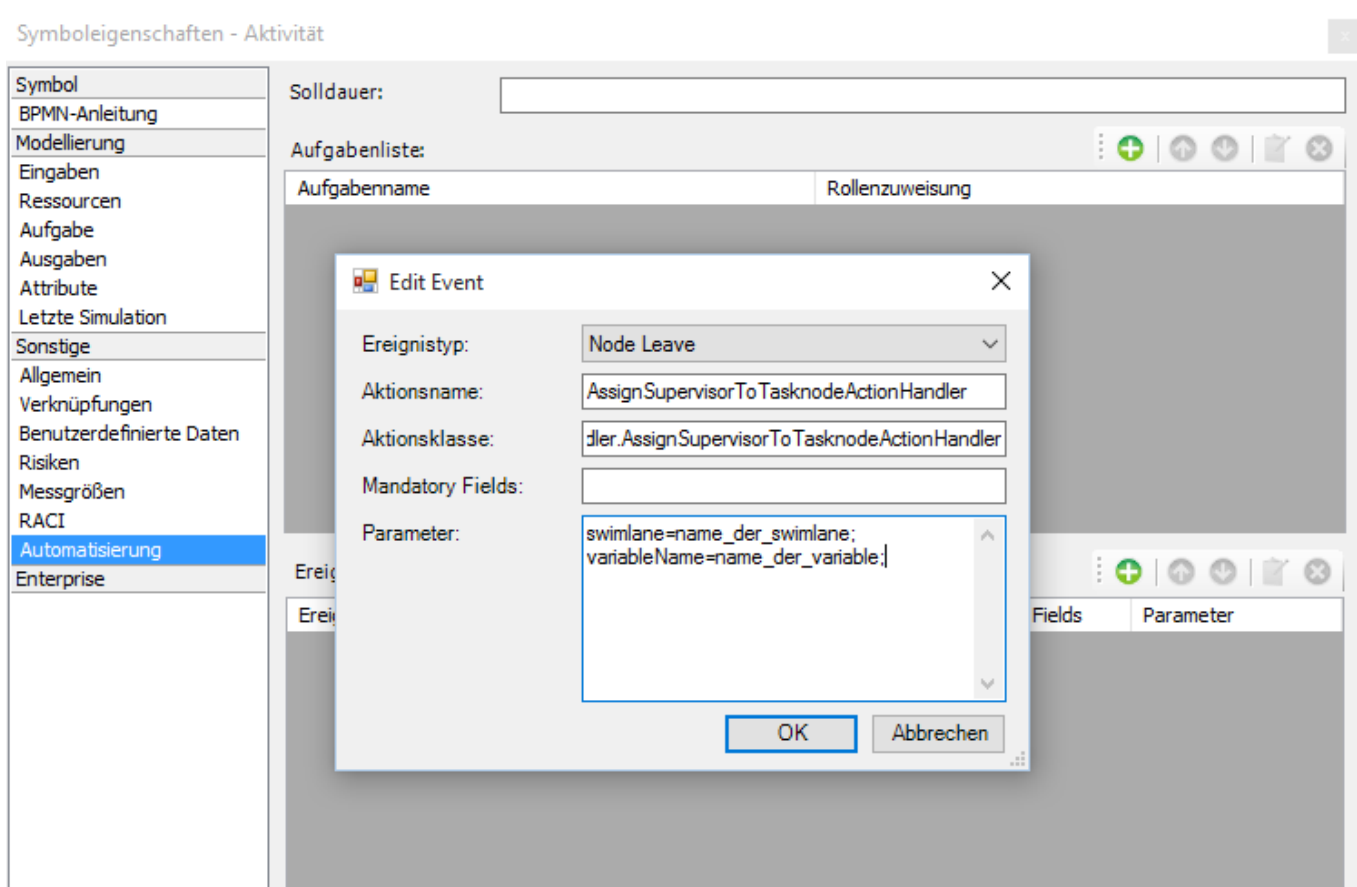 Symboleigenschaften - Aktivität
x
Symbol
BPMN-Anleitung
Modellierung
Eingaben
Ressourcen
Aufgabe
Ausgaben
Attribute
Letzte Simulation
Sonstige
Allgemein
Verknüpfungen
Benutzerdefinierte Daten
Risiken
Messgrößen
RACI
Automatisierung
Enterprise
Solldauer:
Aufgabenliste:
Aufgabenname Rollenzuweisung
Edit Event
Ereignistyp: Node Leave
Aktionsname: AssignSupervisorToTasknodeActionHandler
Aktionsklasse: dler.AssignSupervisorToTasknodeActionHandler
Mandatory Fields:
Parameter: swimlane=name_der_swimlane;
variableName=name_der_variable;
OK Abbrechen
Fields Parameter